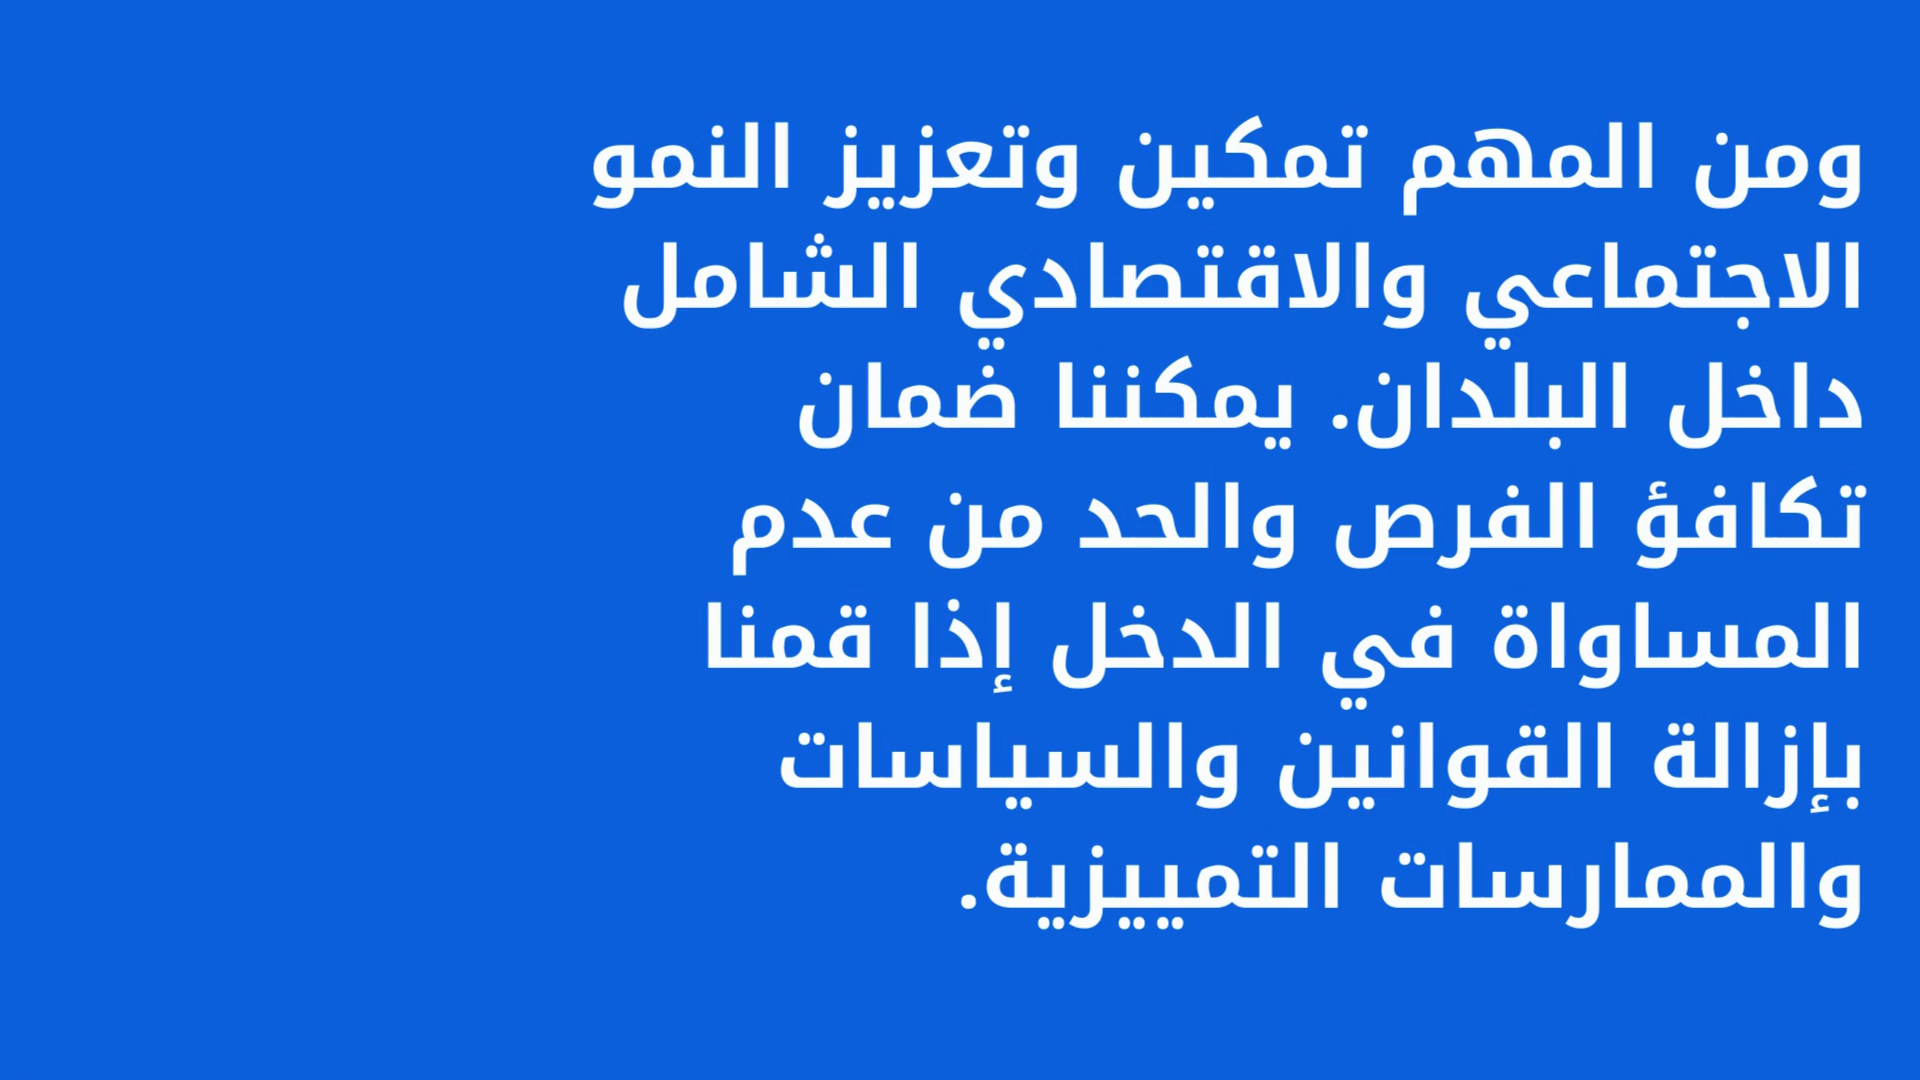 ومن المهم تمكين وتعزيز النمو
الاجتماعي والاقتصادي الشامل
داخل البلدان. يمكننا ضمان
تكافؤ الفرص والحد من عدم
المساواة في الدخل إذا قمنا
بإزالة القوانين والسياسات
والممارسات التمييزية.